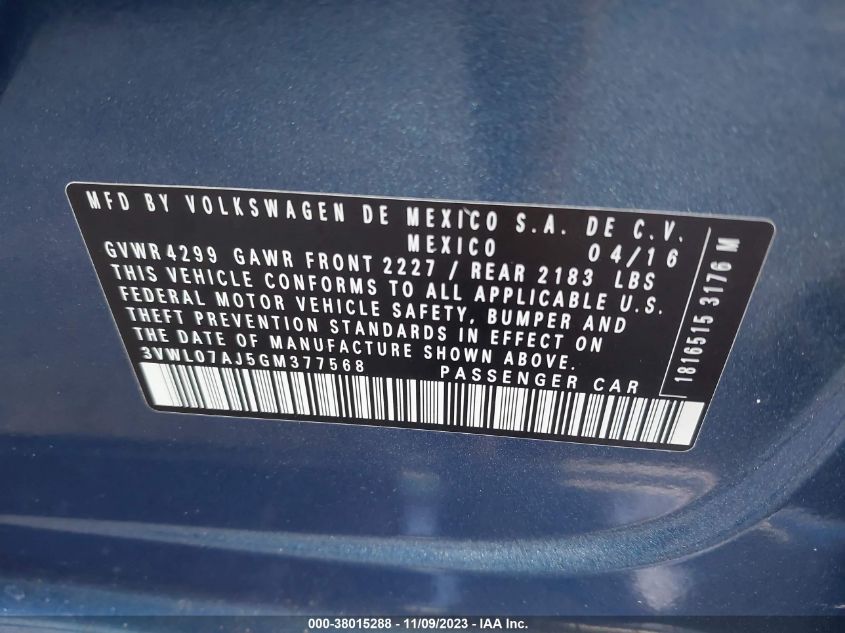 MFD BY VOLKSWAGEN DE MEXICO S.A. DE C.V.
MEXICO 04/16
GVWR 4299 GAWR FRONT 2227 / REAR 2183 LBS
THIS VEHICLE CONFORMS TO ALL APPLICABLE U.S.
FEDERAL MOTOR VEHICLE SAFETY, BUMPER AND
THEFT PREVENTION STANDARDS IN EFFECT ON
THE DATE OF MANUFACTURE SHOWN ABOVE.
3VWL07AJ5GM377568 PASSENGER CAR
1816515 3176 M
000-38015288 - 11/09/2023 - IAA Inc.